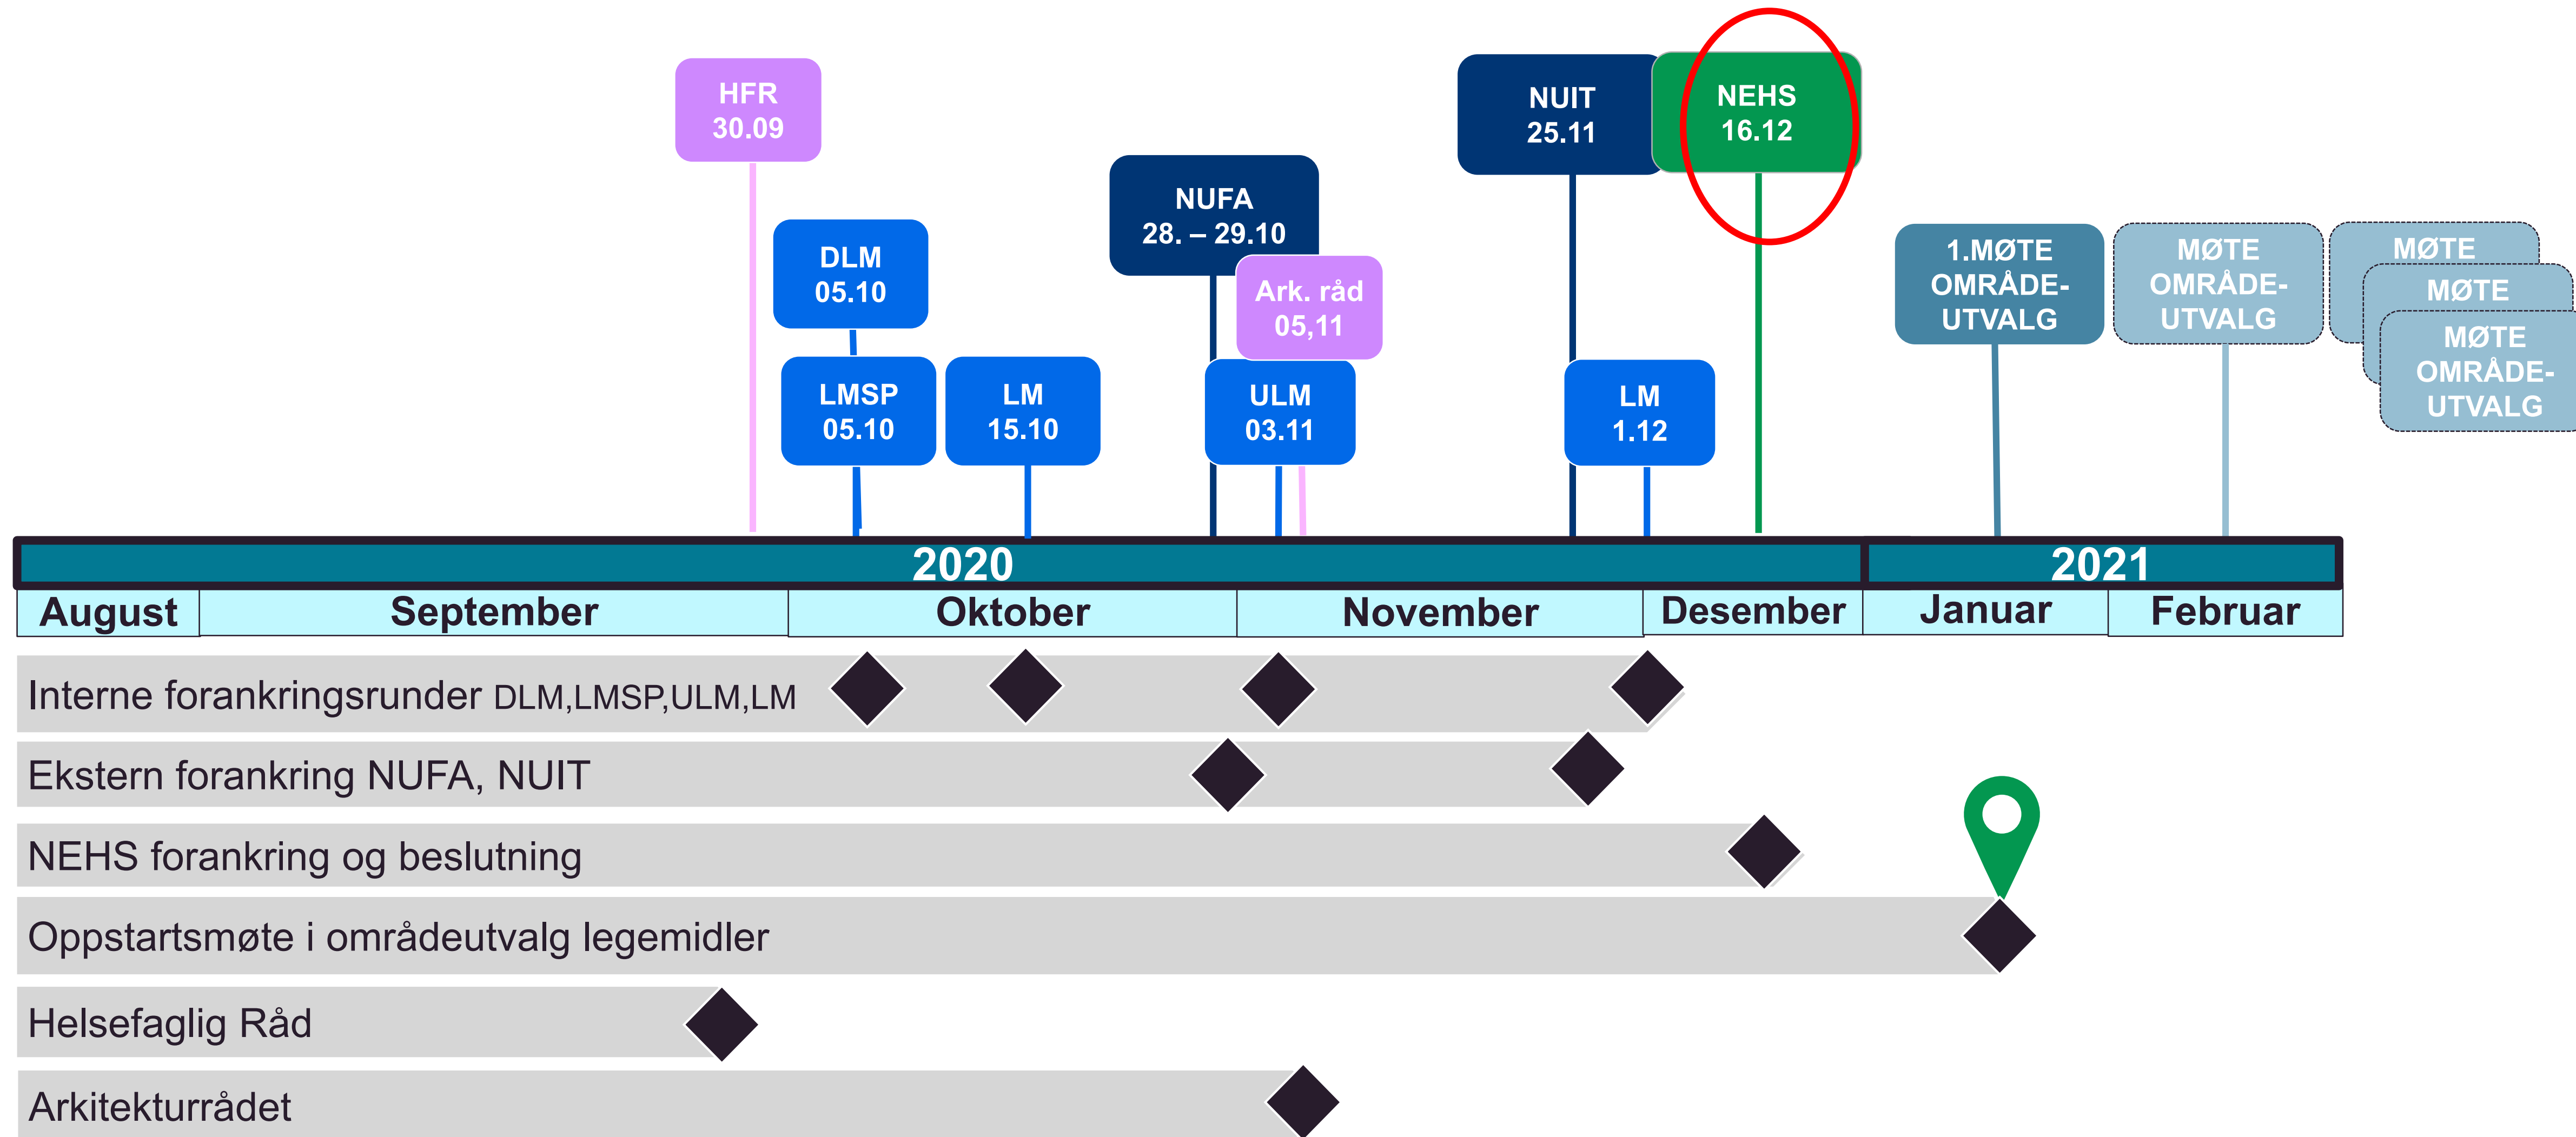 HFR
30.09
DLM
05.10
LMSP
05.10
LM
15.10
NUFA
28. – 29.10
Ark. råd
05,11
ULM
03.11
NUIT
25.11
LM
1.12
NEHS
16.12
1.MØTE
OMRÅDE-
UTVALG
MØTE
OMRÅDE-
UTVALG
MØTE
MØTE
MØTE
OMRÅDE-
UTVALG
2020
2021
August
September
Oktober
November
Desember
Januar
Februar
Interne forankringsrunder DLM,LMSP,ULM,LM
Ekstern forankring NUFA, NUIT
NEHS forankring og beslutning
Oppstartsmøte i områdeutvalg legemidler
Helsefaglig Råd
Arkitekturrådet